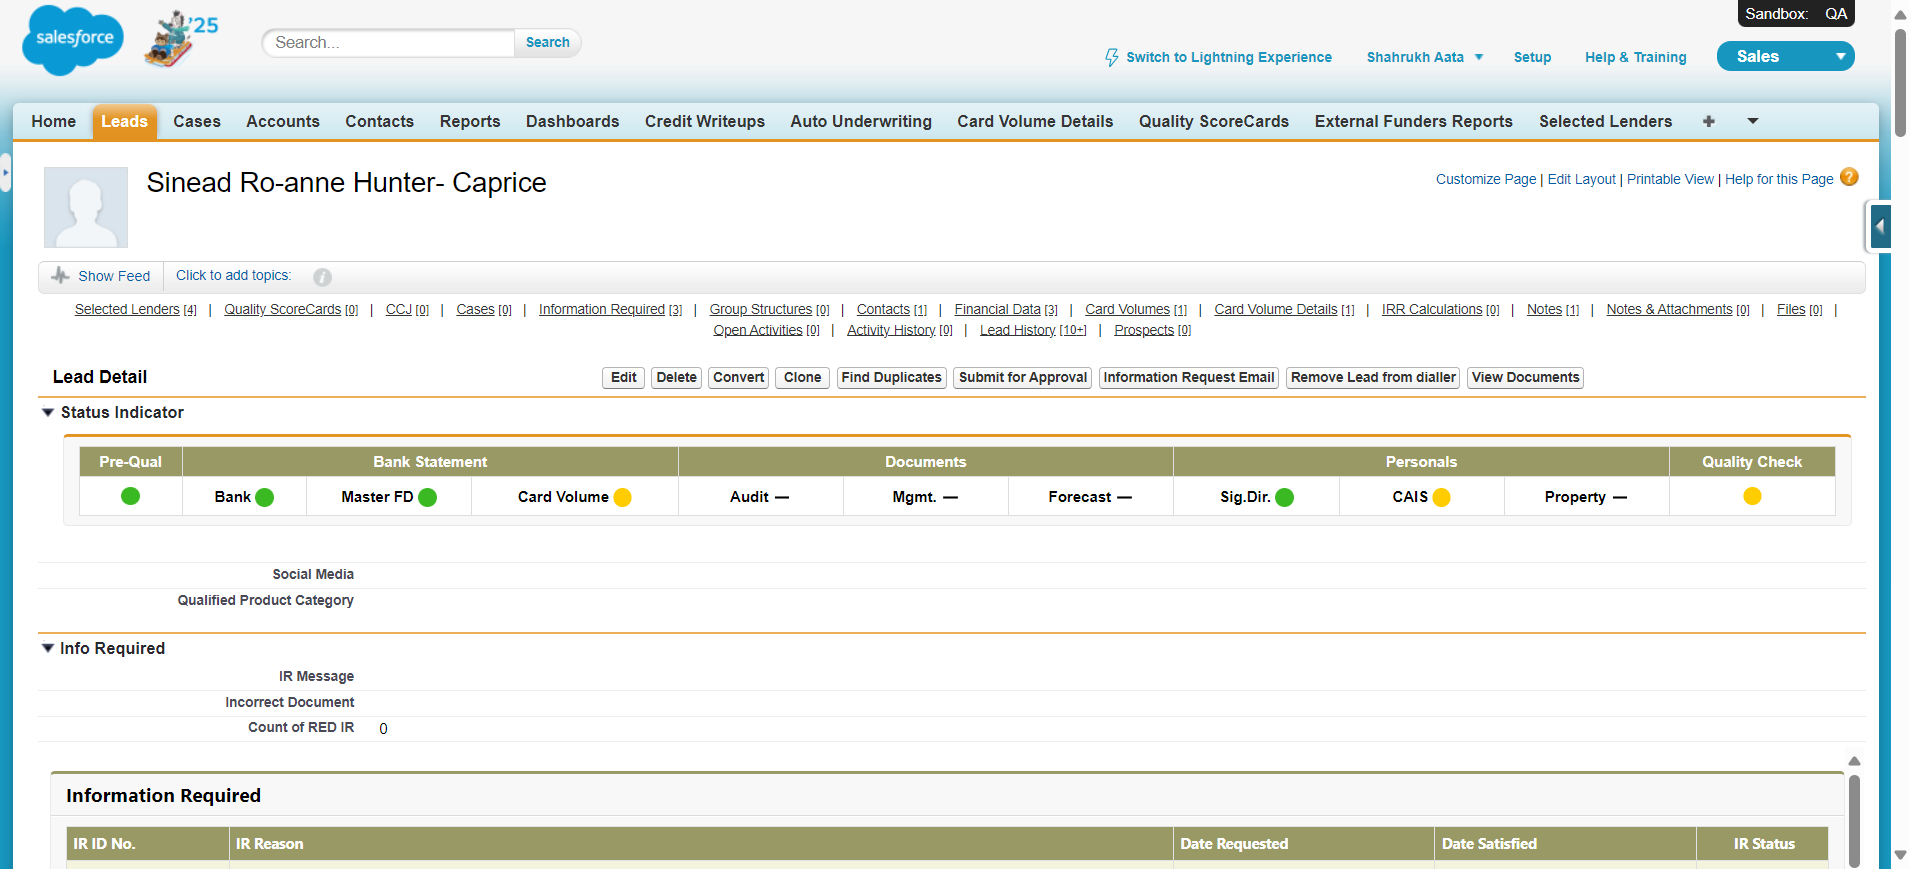 Sandbox: QA
salesforce
'25
Search...
Search
Switch to Lightning Experience
Shahrukh Aata
Setup
Help & Training
Sales
Home Leads Cases Accounts Contacts Reports Dashboards Credit Writeups Auto Underwriting Card Volume Details Quality ScoreCards External Funders Reports Selected Lenders +
Sinead Ro-anne Hunter- Caprice
Customize Page | Edit Layout | Printable View | Help for this Page ?
Show Feed
Click to add topics: i
Selected Lenders [4] | Quality ScoreCards [0] | CCJ [0] | Cases [0] | Information Required [3] | Group Structures [0] | Contacts [1] | Financial Data [3] | Card Volumes [1] | Card Volume Details [1] | IRR Calculations [0] | Notes [1] | Notes & Attachments [0] | Files [0] |
Open Activities [0] | Activity History [0] | Lead History [10+] | Prospects [0]
Lead Detail
Edit Delete Convert Clone Find Duplicates Submit for Approval Information Request Email Remove Lead from dialler View Documents
Status Indicator
Pre-Qual Bank Statement Documents Personals Quality Check
Bank Master FD Card Volume Audit — Mgmt. — Forecast — Sig.Dir. CAIS Property —
Social Media
Qualified Product Category
Info Required
IR Message
Incorrect Document
Count of RED IR 0
Information Required
IR ID No. IR Reason Date Requested Date Satisfied IR Status